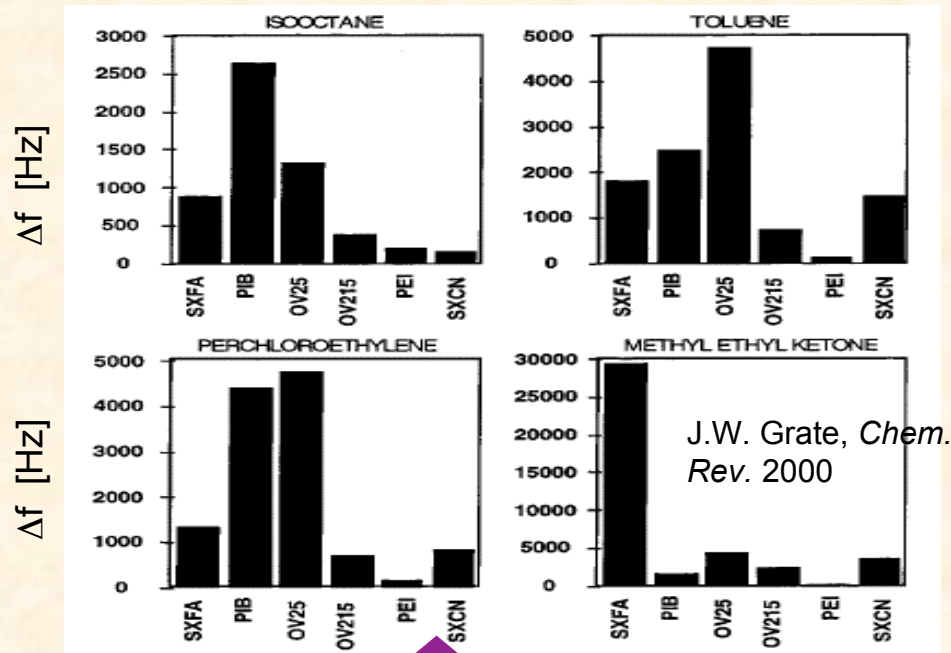 ISOOCTANE
3000
2500
2000
1500
1000
500
0
SXFA PIB OV25 OV215 PEI SXCN
TOLUENE
5000
4000
3000
2000
1000
0
SXFA PIB OV25 OV215 PEI SXCN
Δf [Hz]
PERCHLOROETHYLENE
5000
4000
3000
2000
1000
0
SXFA PIB OV25 OV215 PEI SXCN
METHYL ETHYL KETONE
30000
25000
20000
15000
10000
5000
0
SXFA PIB OV25 OV215 PEI SXCN
J.W. Grate, Chem.
Rev. 2000
Δf [Hz]